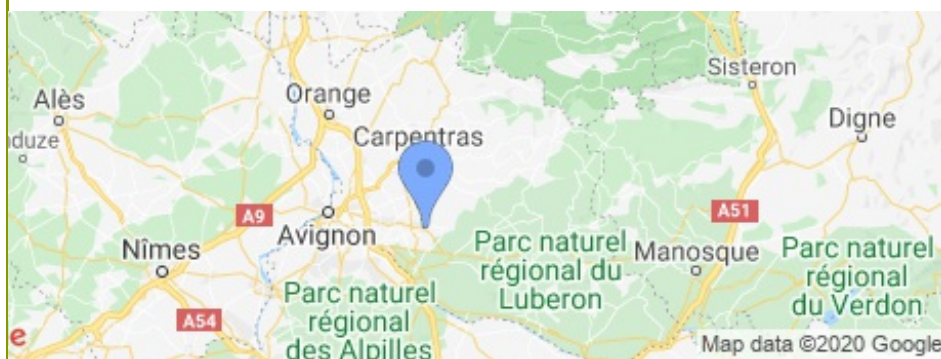 Sisteron
Alès
Orange
Digne
nduze
Carpentras
A9
A51
Avignon
Nîmes
Parc naturel
régional du
Luberon
Manosque
Parc naturel
régional
du Verdon
Parc naturel
régional
des Alpilles
A54
e
Map data ©2020 Google